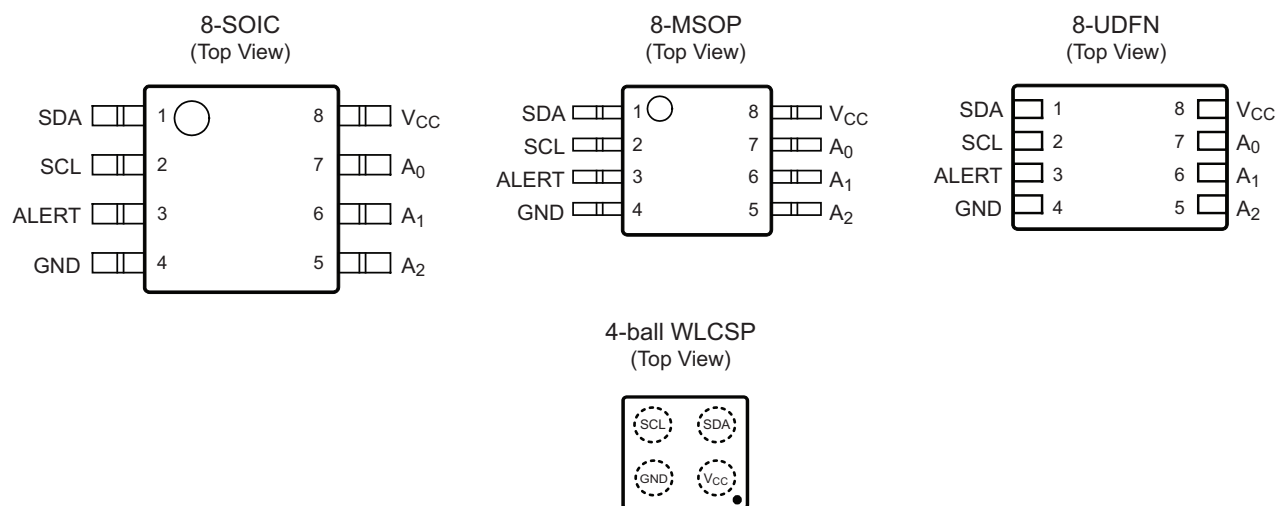 8-SOIC
(Top View)
SDA 1 8 VCC
SCL 2 7 A0
ALERT 3 6 A1
GND 4 5 A2
8-MSOP
(Top View)
SDA 1 8 VCC
SCL 2 7 A0
ALERT 3 6 A1
GND 4 5 A2
8-UDFN
(Top View)
SDA 1 8 VCC
SCL 2 7 A0
ALERT 3 6 A1
GND 4 5 A2
4-ball WLCSP
(Top View)
SCL SDA
GND VCC